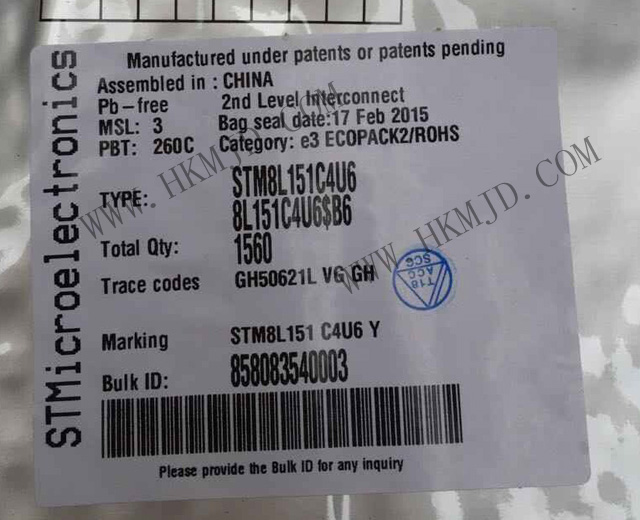 STMicroelectronics
Manufactured under patents or patents pending
Assembled in : CHINA
Pb-free 2nd Level Interconnect
MSL: 3 Bag seal date:17 Feb 2015
PBT: 260C Category: e3 ECOPACK2/ROHS
TYPE: STM8L151C4U6
8L151C4U6$B6
Total Qty: 1560
Trace codes GH50621L VG GH
T18
ACC
SCG
Marking STM8L151 C4U6 Y
Bulk ID: 858083540003
Please provide the Bulk ID for any inquiry
WWW.HKMJD.COM
WWW.HKMJD.COM